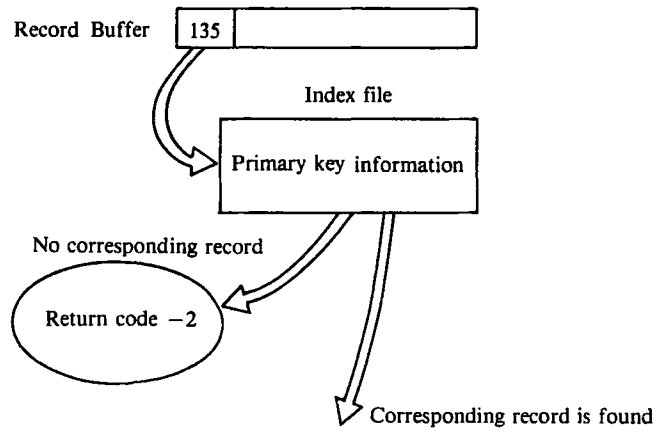 Record Buffer 135
Index file
Primary key information
No corresponding record
Return code −2
Corresponding record is found